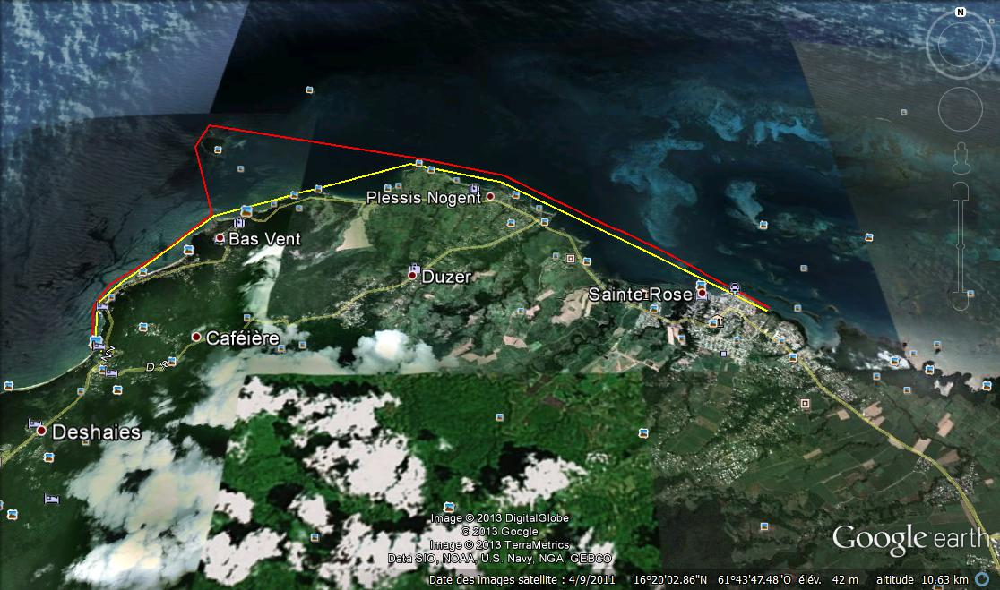 N
Plessis Nogent
Bas Vent
Duzer
Sainte-Rose
Caféière
D
Deshaies
Image © 2013 DigitalGlobe
© 2013 Google
Image © 2013 TerraMetrics
Data SIO, NOAA, U.S. Navy, NGA, GEBCO
Google earth
Date des images satellite : 4/9/2011 16°20'02.86"N 61°43'47.48"O élév. 42 m altitude 10.63 km